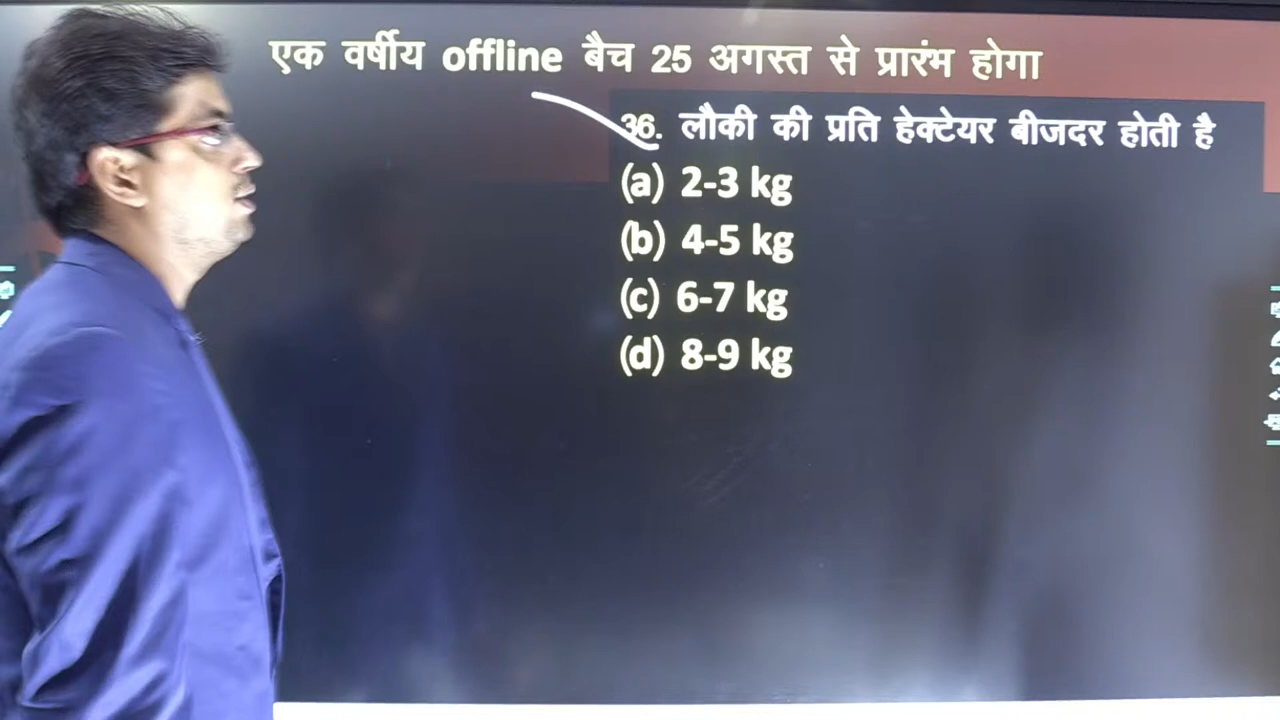 एक वर्षीय offline बैच 25 अगस्त से प्रारंभ होगा
36. लौकी की प्रति हेक्टेयर बीजदर होती है
(a) 2-3 kg
(b) 4-5 kg
(c) 6-7 kg
(d) 8-9 kg